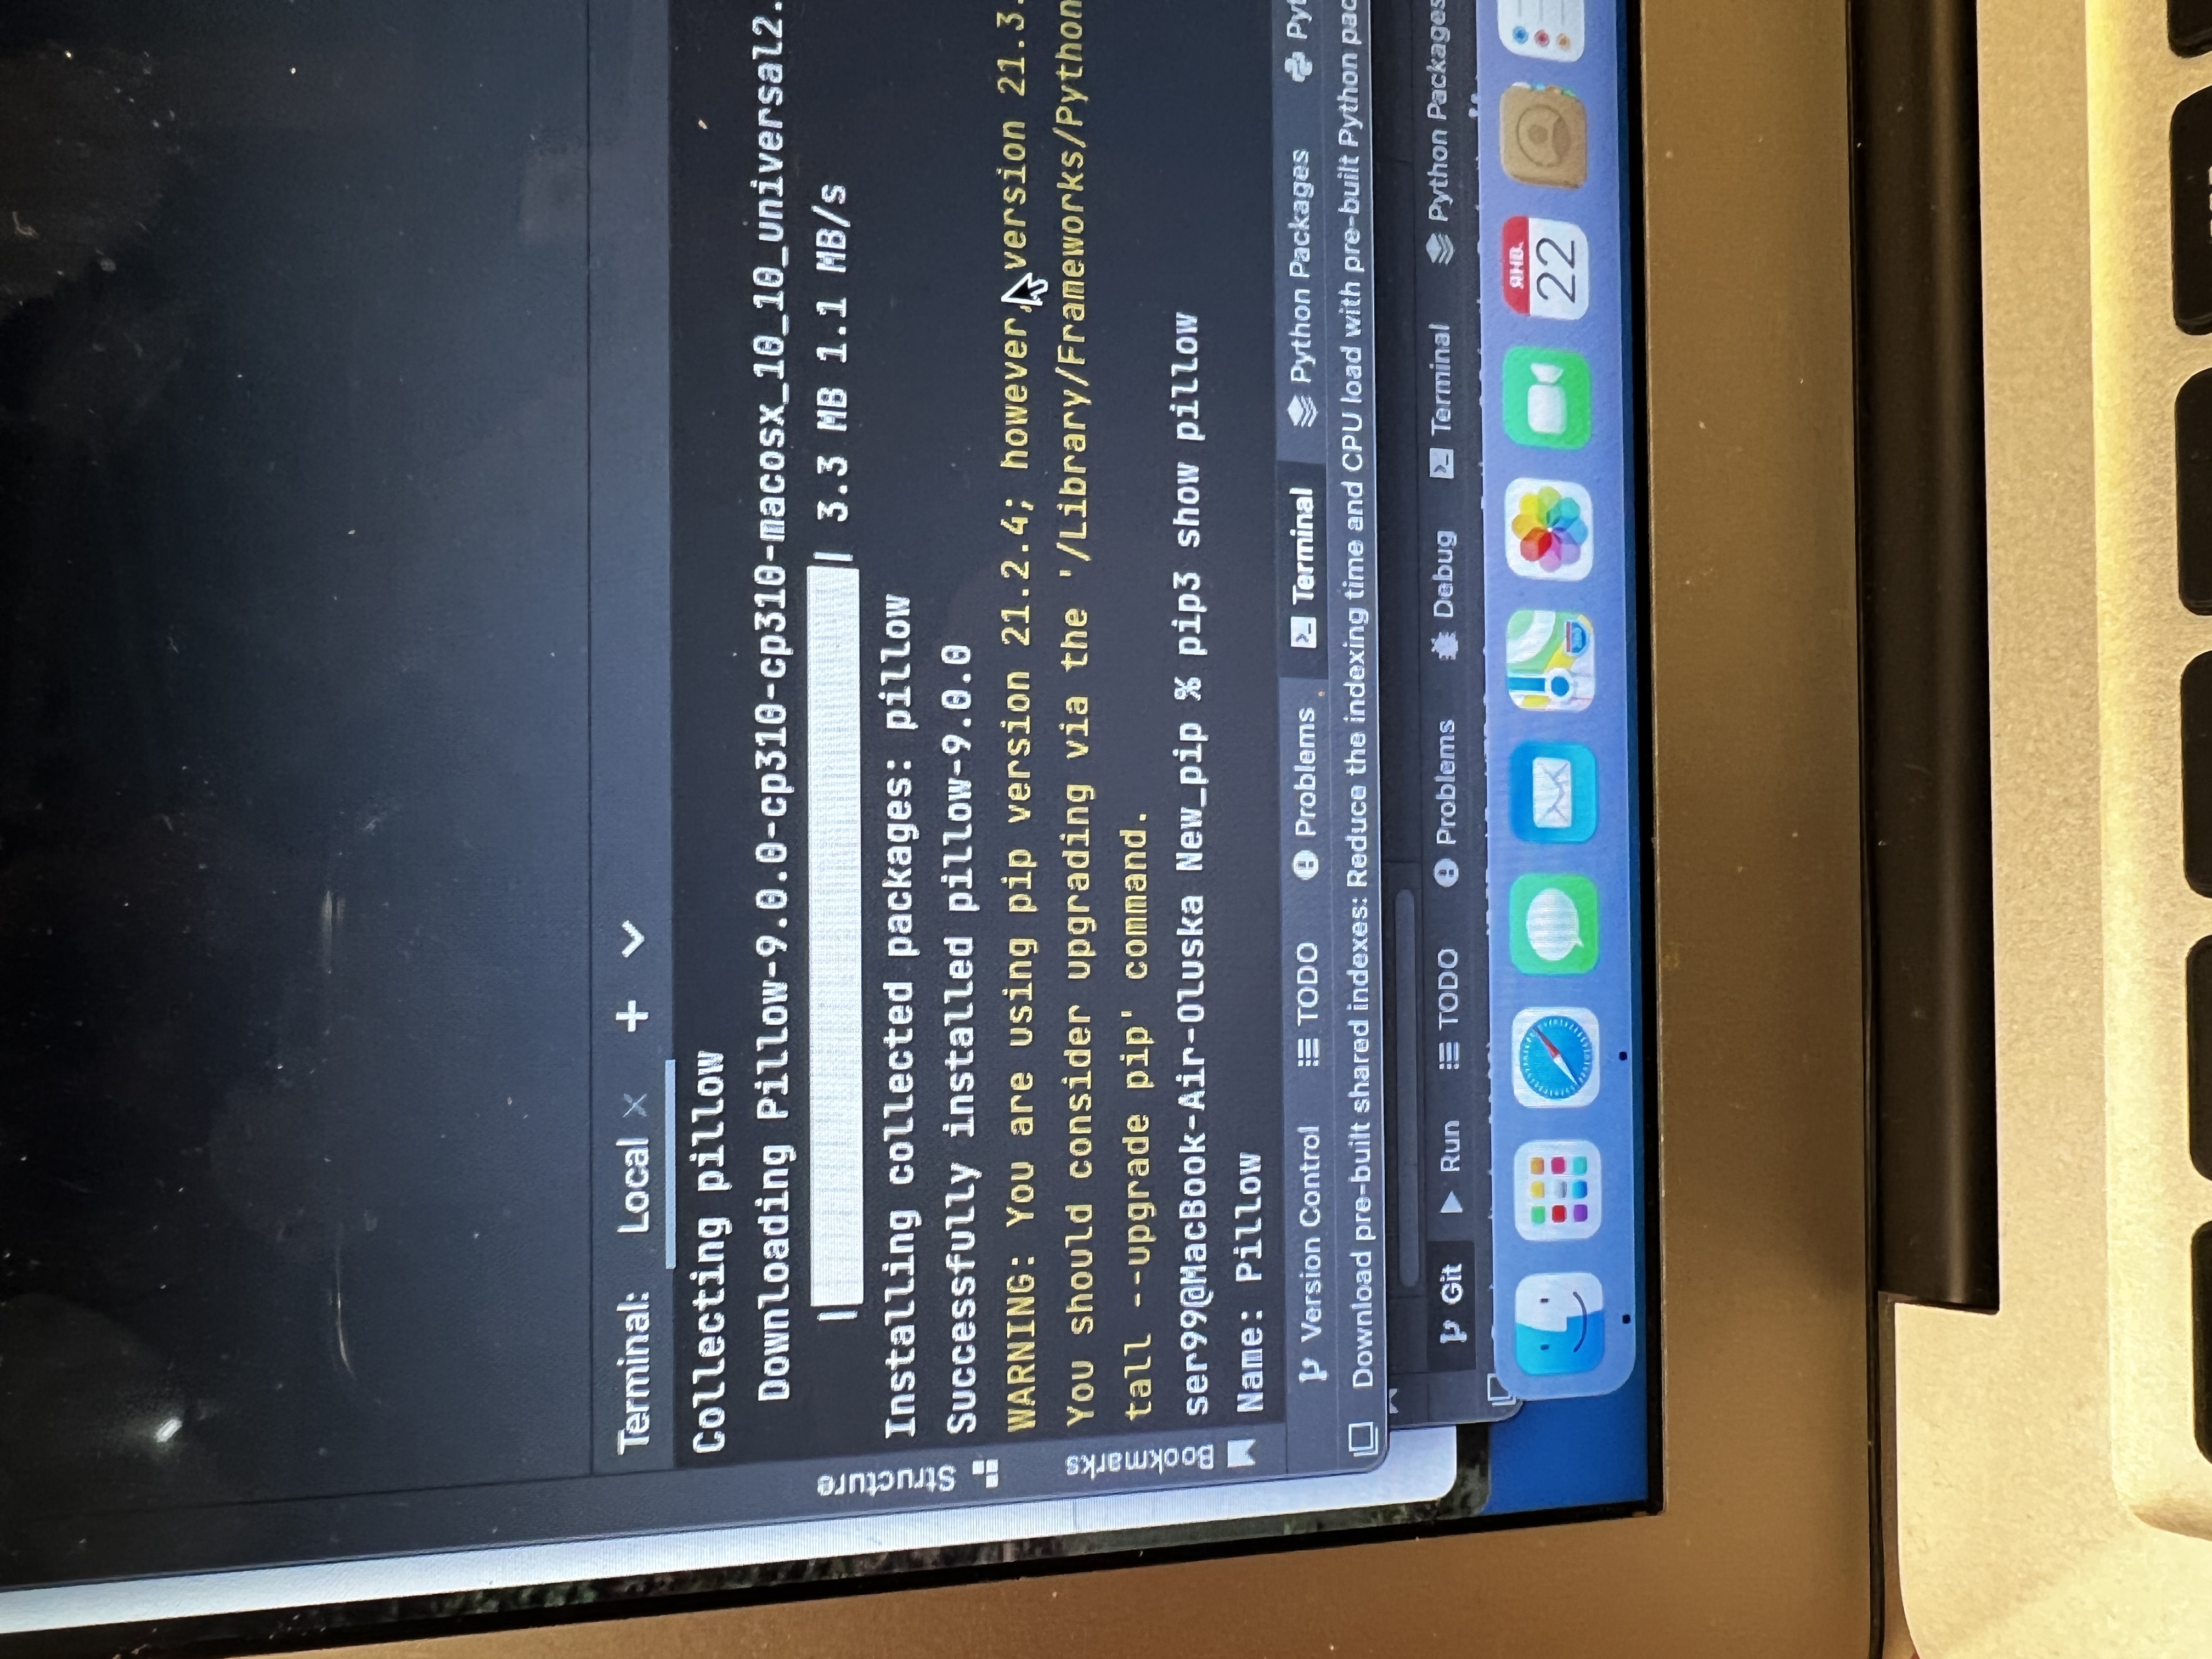 Terminal: Local × + 
Collecting pillow
Downloading Pillow-9.0.0-cp310-cp310-macosx_10_10_universal2.
| | 3.3 MB 1.1 MB/s
Installing collected packages: pillow
Successfully installed pillow-9.0.0
WARNING: You are using pip version 21.2.4; however, version 21.3.
You should consider upgrading via the '/Library/Frameworks/Python
tall --upgrade pip' command.
ser99@MacBook-Air-Oluska New_pip % pip3 show pillow
Name: Pillow
Structure
Bookmarks
Version Control TODO Problems Terminal Python Packages Pyt
Download pre-built shared indexes: Reduce the indexing time and CPU load with pre-built Python pac
Git Run TODO Problems Debug Terminal Python Packages
ЯНВ.
22